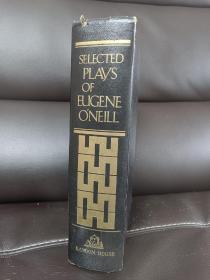 SELECTED
PLAYS
OF
EUGENE
O'NEILL
RANDOM HOUSE